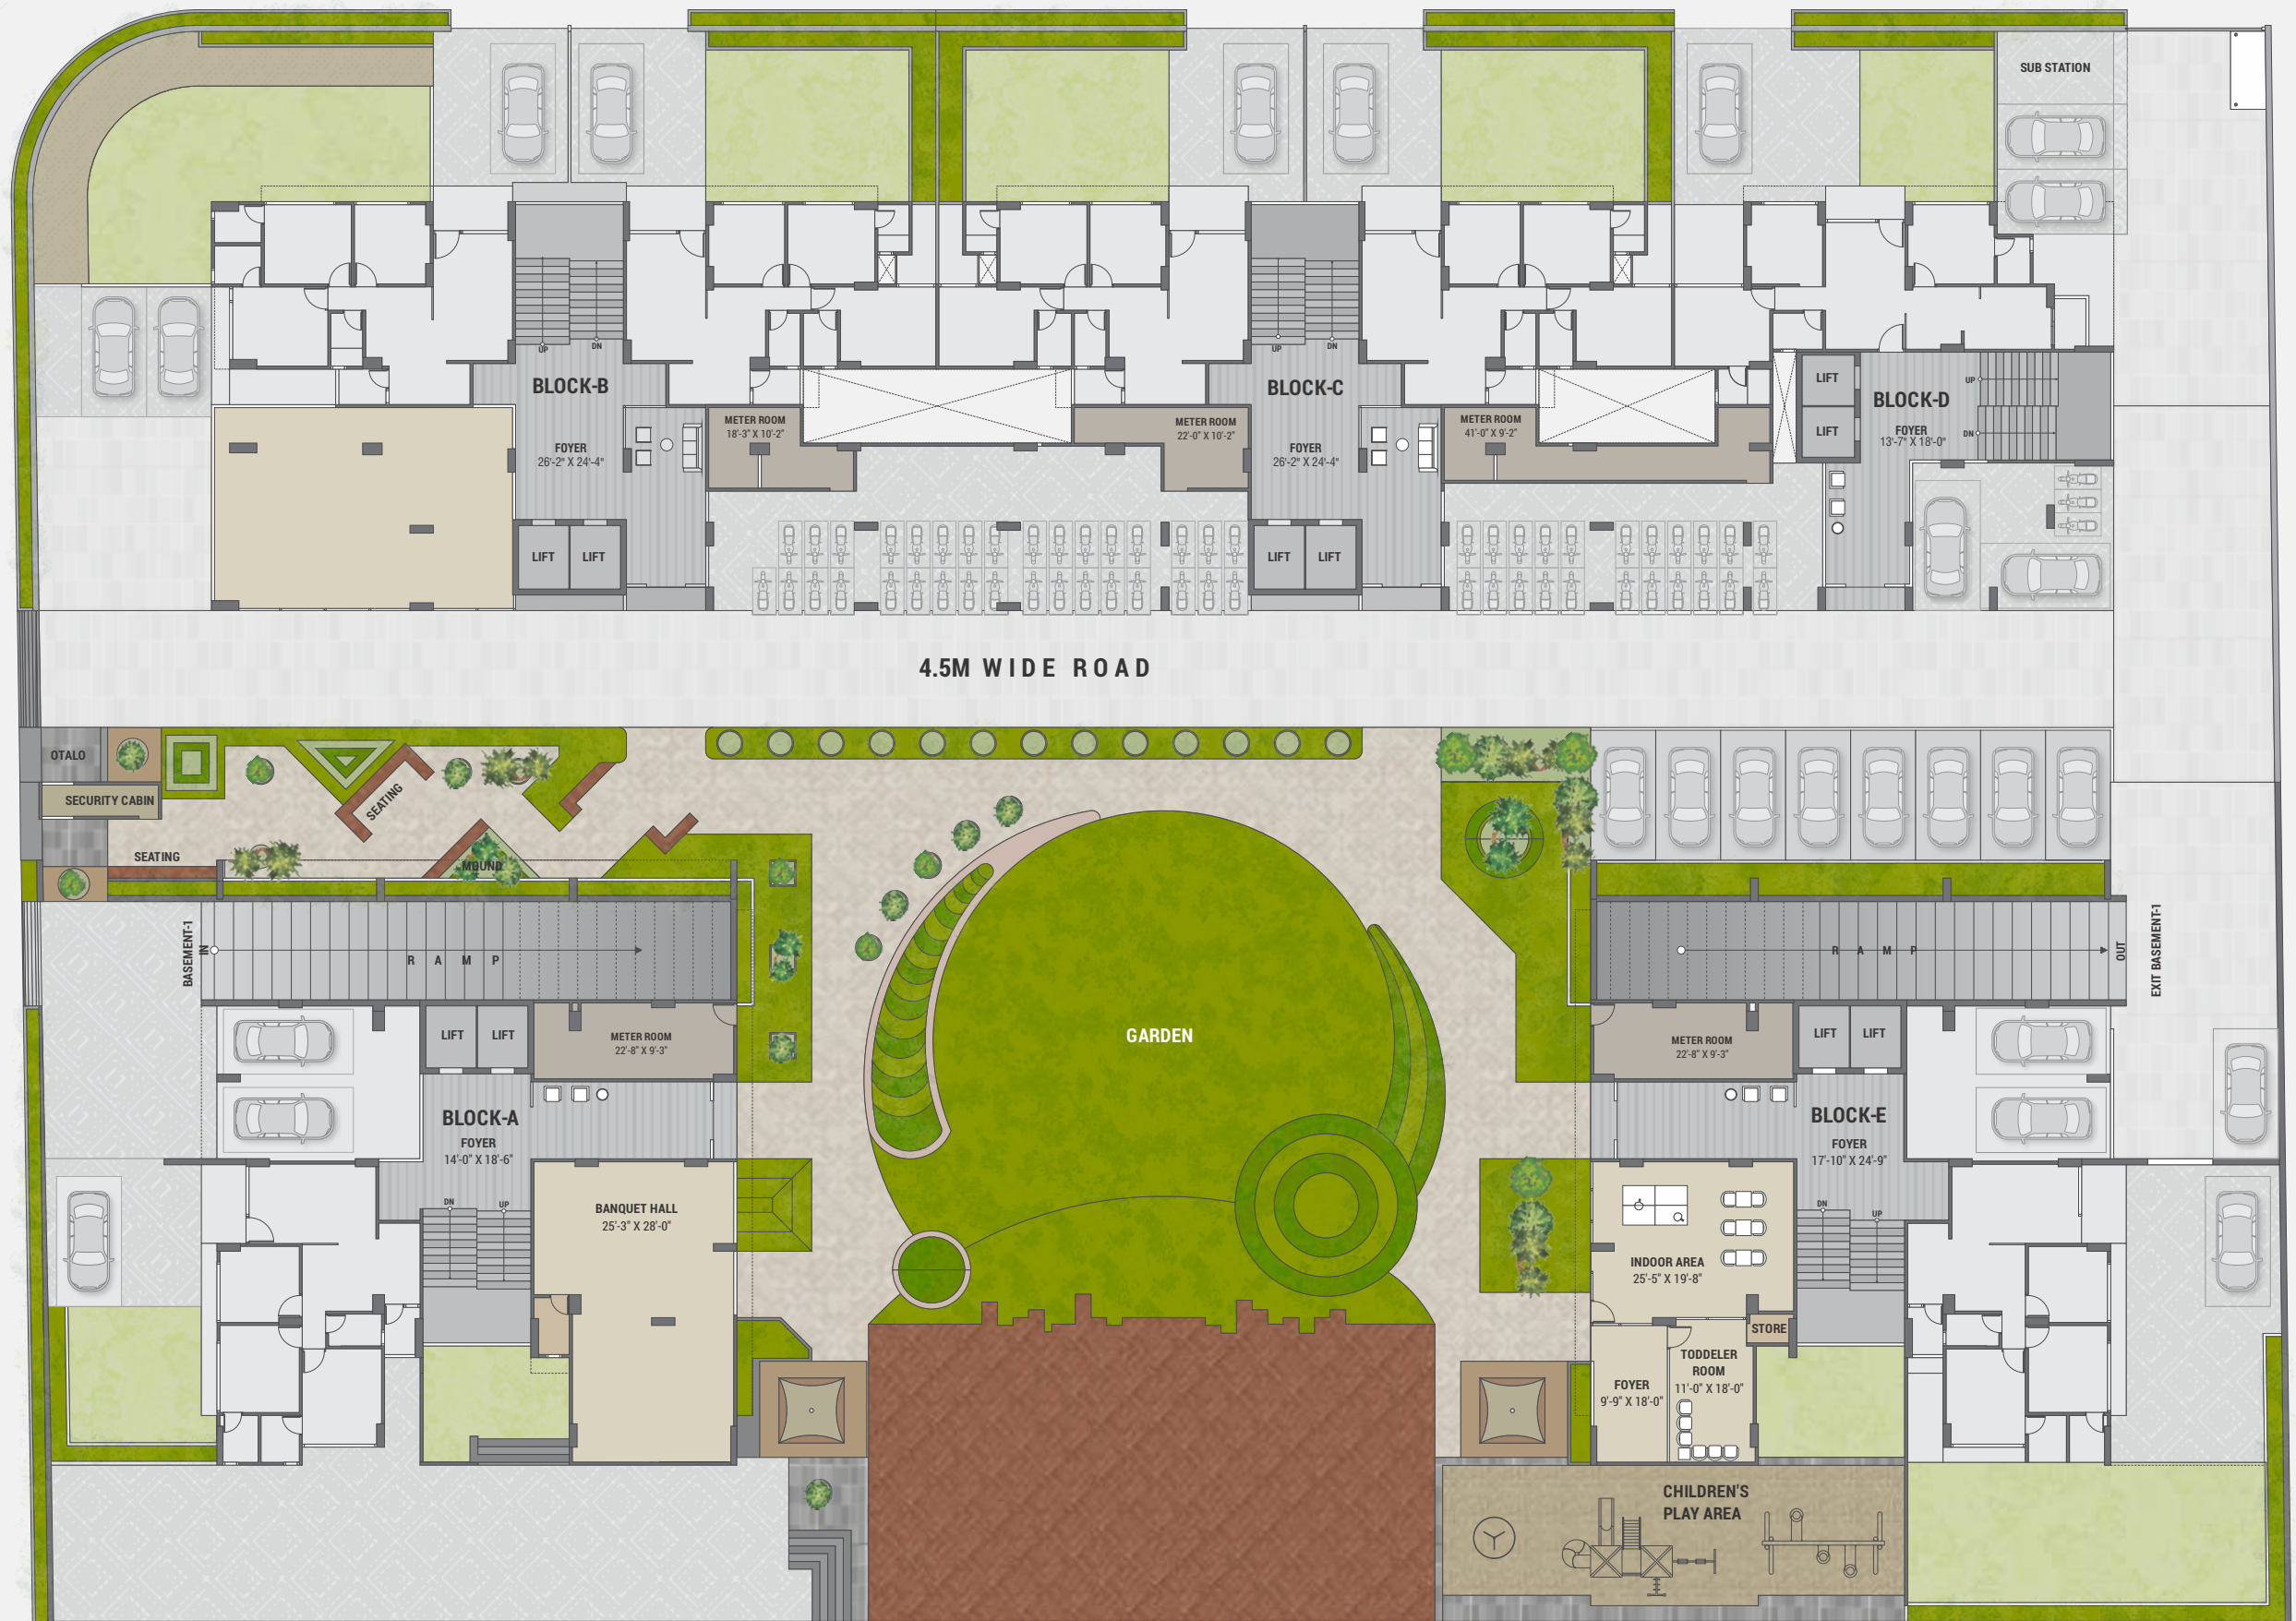 SUB STATION
BLOCK-B
FOYER
26'-2" X 24'-4"
UP
DN
LIFT
LIFT
METER ROOM
18'-3" X 10'-2"
METER ROOM
22'-0" X 10'-2"
BLOCK-C
FOYER
26'-2" X 24'-4"
UP
DN
LIFT
LIFT
METER ROOM
41'-0" X 9'-2"
LIFT
LIFT
BLOCK-D
FOYER
13'-7" X 18'-0"
UP
DN
4.5M WIDE ROAD
OTALO
SECURITY CABIN
SEATING
SEATING
MOUND
BASEMENT-1
IN
RAMP
RAMP
OUT
EXIT BASEMENT-1
LIFT
LIFT
METER ROOM
22'-8" X 9'-3"
BLOCK-A
FOYER
14'-0" X 18'-6"
DN
UP
BANQUET HALL
25'-3" X 28'-0"
GARDEN
METER ROOM
22'-8" X 9'-3"
LIFT
LIFT
BLOCK-E
FOYER
17'-10" X 24'-9"
DN
UP
INDOOR AREA
25'-5" X 19'-8"
STORE
TODDELER
ROOM
11'-0" X 18'-0"
FOYER
9'-9" X 18'-0"
CHILDREN'S
PLAY AREA